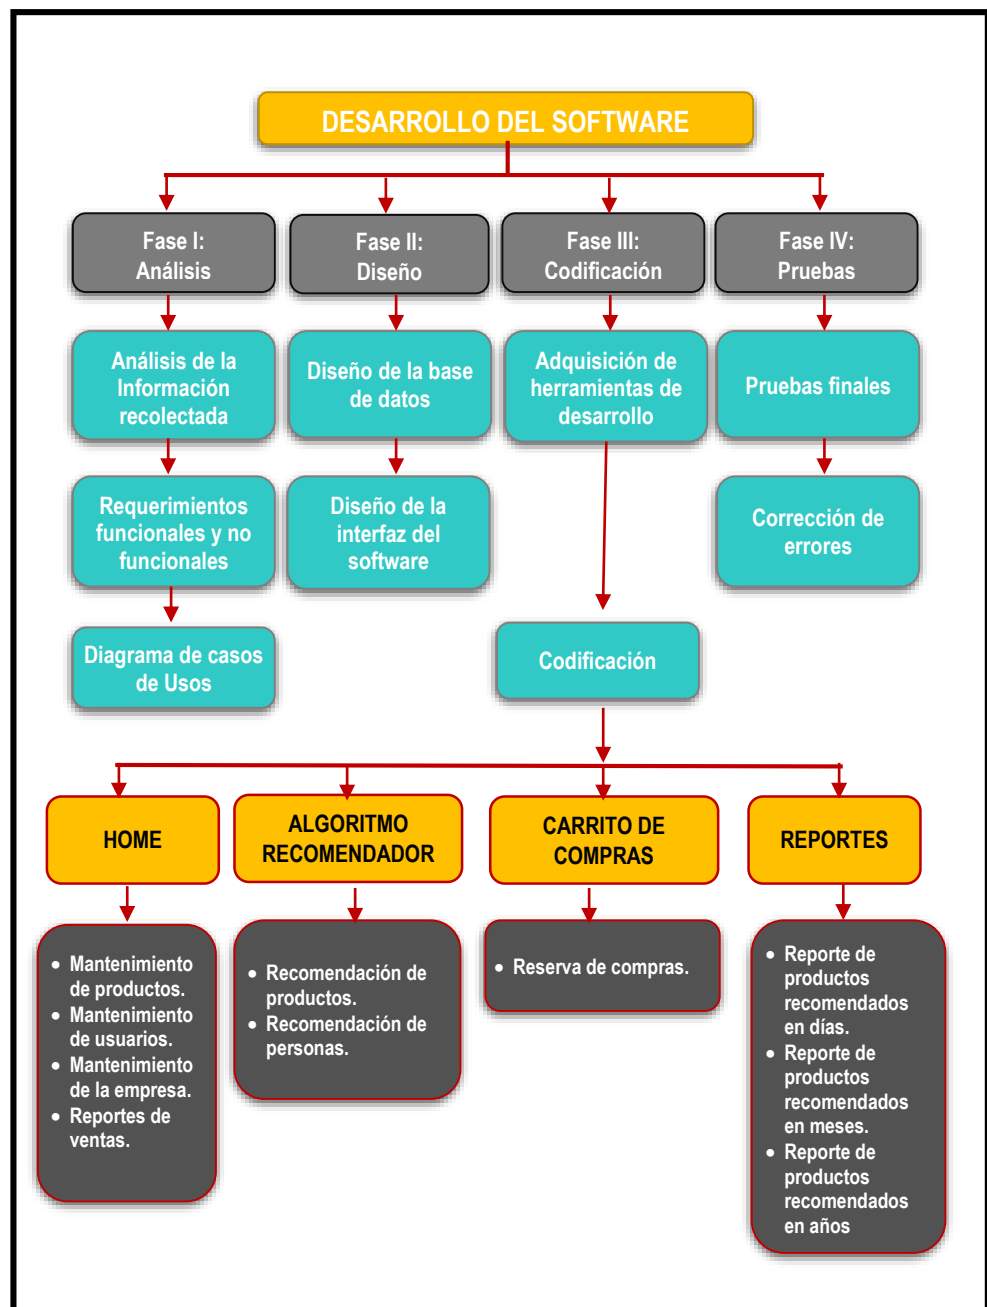 DESARROLLO DEL SOFTWARE
Fase I:
Análisis
Fase II:
Diseño
Fase III:
Codificación
Fase IV:
Pruebas
Análisis de la
Información
recolectada
Diseño de la base
de datos
Adquisición de
herramientas de
desarrollo
Pruebas finales
Requerimientos
funcionales y no
funcionales
Diseño de la
interfaz del
software
Corrección de
errores
Diagrama de casos
de Usos
Codificación
HOME
ALGORITMO
RECOMENDADOR
CARRITO DE
COMPRAS
REPORTES
• Mantenimiento
de productos.
• Mantenimiento
de usuarios.
• Mantenimiento
de la empresa.
• Reportes de
ventas.
• Recomendación de
productos.
• Recomendación de
personas.
• Reserva de compras.
• Reporte de
productos
recomendados
en días.
• Reporte de
productos
recomendados
en meses.
• Reporte de
productos
recomendados
en años